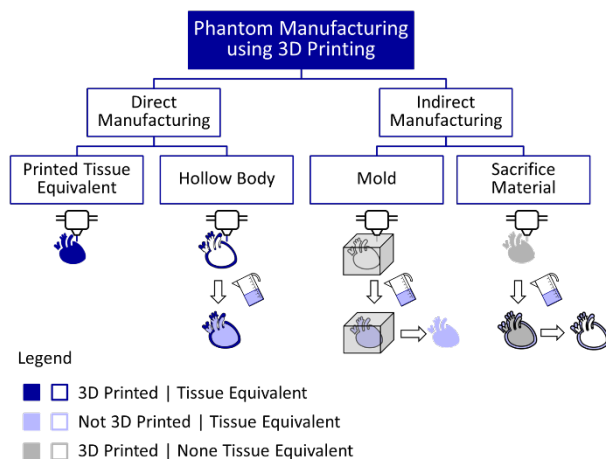 Phantom Manufacturing
using 3D Printing
Direct
Manufacturing
Indirect
Manufacturing
Printed Tissue
Equivalent
Hollow Body
Mold
Sacrifice
Material
Legend
3D Printed | Tissue Equivalent
Not 3D Printed | Tissue Equivalent
3D Printed | None Tissue Equivalent